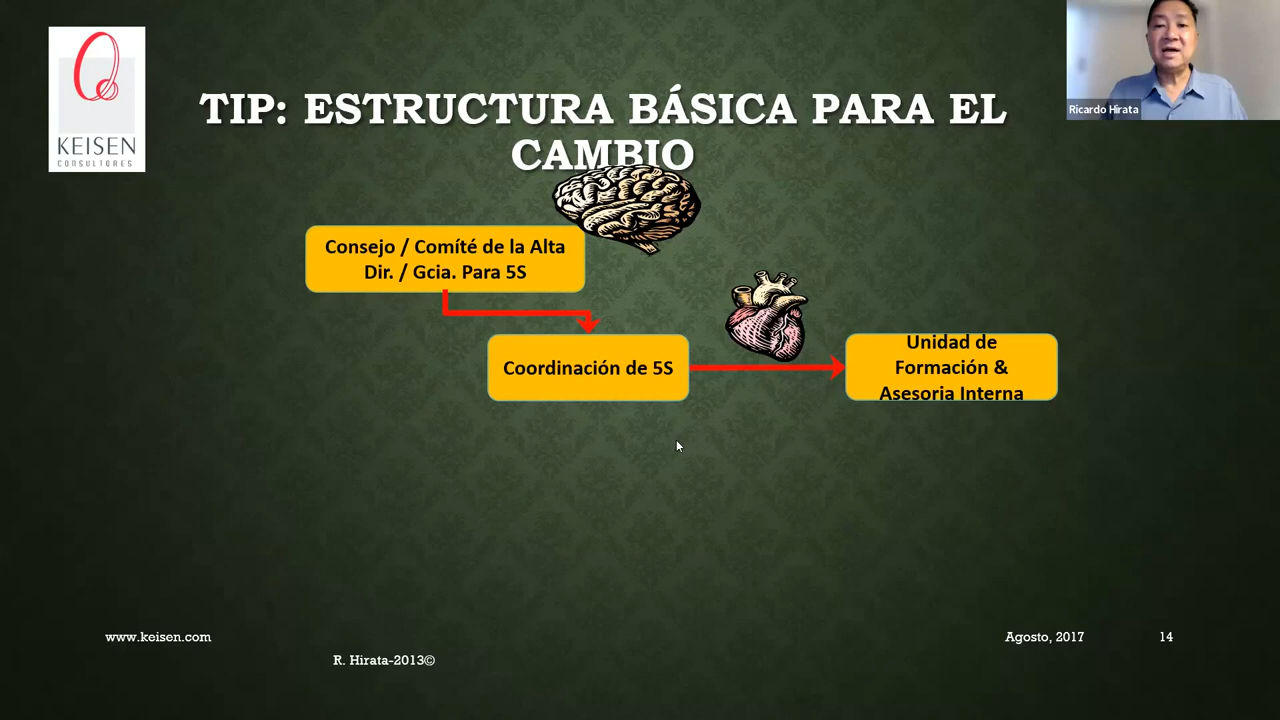 KEISEN
CONSULTORES
TIP: ESTRUCTURA BÁSICA PARA EL
CAMBIO
Ricardo Hirata
Consejo / Comíté de la Alta
Dir. / Gcia. Para 5S
Coordinación de 5S
Unidad de
Formación &
Asesoria Interna
www.keisen.com
Agosto, 2017
14
R. Hirata-2013©